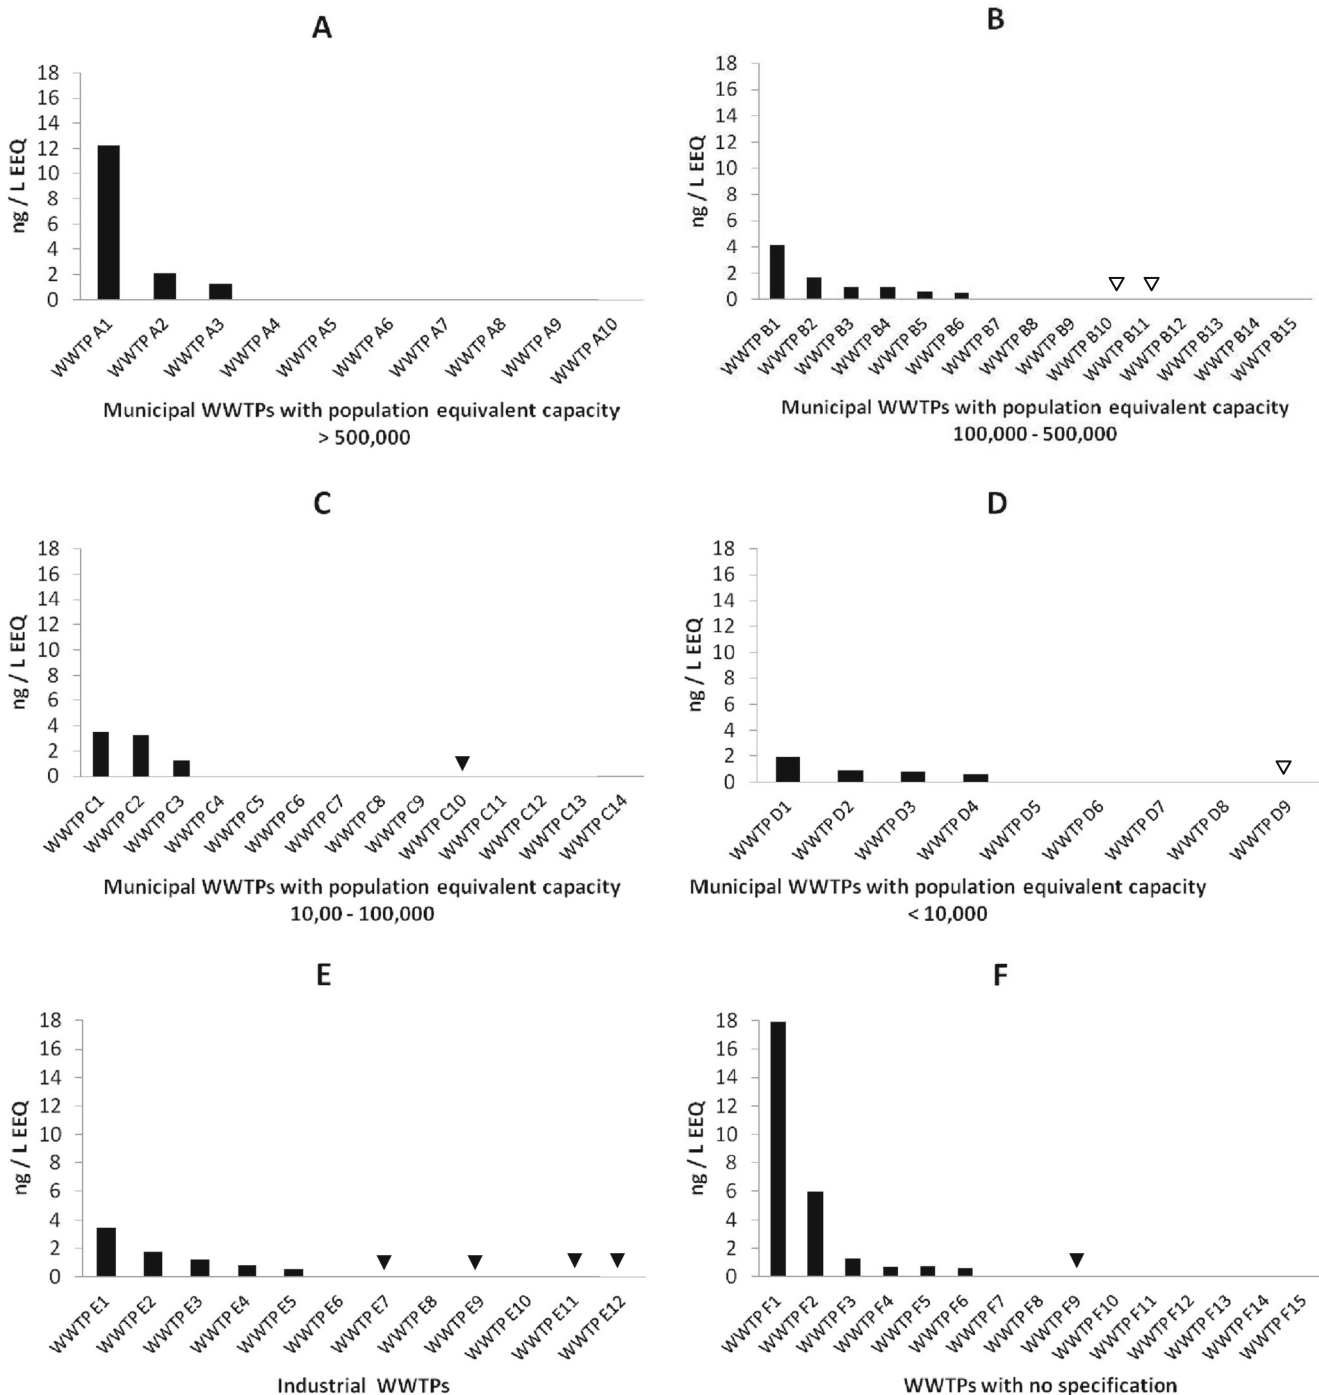 A
18
16
14
12
10
8
6
4
2
0
ng / L EEQ
WWTP A1
WWTP A2
WWTP A3
WWTP A4
WWTP A5
WWTP A6
WWTP A7
WWTP A8
WWTP A9
WWTP A10
Municipal WWTPs with population equivalent capacity
> 500,000
B
18
16
14
12
10
8
6
4
2
0
ng / L EEQ
WWTP B1
WWTP B2
WWTP B3
WWTP B4
WWTP B5
WWTP B6
WWTP B7
WWTP B8
WWTP B9
WWTP B10
WWTP B11
WWTP B12
WWTP B13
WWTP B14
WWTP B15
Municipal WWTPs with population equivalent capacity
100,000 - 500,000
C
18
16
14
12
10
8
6
4
2
0
ng / L EEQ
WWTP C1
WWTP C2
WWTP C3
WWTP C4
WWTP C5
WWTP C6
WWTP C7
WWTP C8
WWTP C9
WWTP C10
WWTP C11
WWTP C12
WWTP C13
WWTP C14
Municipal WWTPs with population equivalent capacity
10,00 - 100,000
D
18
16
14
12
10
8
6
4
2
0
ng / L EEQ
WWTP D1
WWTP D2
WWTP D3
WWTP D4
WWTP D5
WWTP D6
WWTP D7
WWTP D8
WWTP D9
Municipal WWTPs with population equivalent capacity
< 10,000
E
18
16
14
12
10
8
6
4
2
0
ng / L EEQ
WWTP E1
WWTP E2
WWTP E3
WWTP E4
WWTP E5
WWTP E6
WWTP E7
WWTP E8
WWTP E9
WWTP E10
WWTP E11
WWTP E12
Industrial WWTPs
F
18
16
14
12
10
8
6
4
2
0
ng / L EEQ
WWTP F1
WWTP F2
WWTP F3
WWTP F4
WWTP F5
WWTP F6
WWTP F7
WWTP F8
WWTP F9
WWTP F10
WWTP F11
WWTP F12
WWTP F13
WWTP F14
WWTP F15
WWTPs with no specification